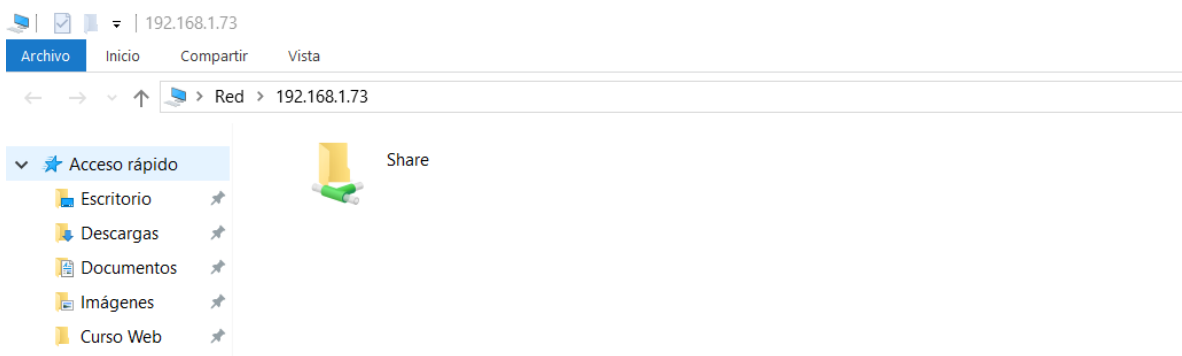 192.168.1.73
Archivo Inicio Compartir Vista
Red 192.168.1.73
Acceso rápido
Share
Escritorio
Descargas
Documentos
Imágenes
Curso Web